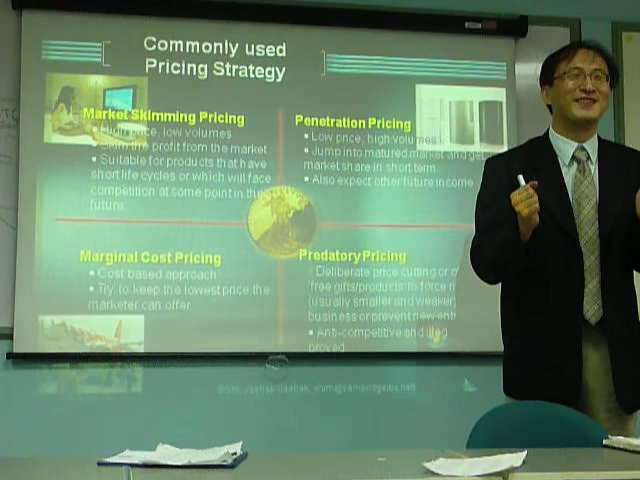 Commonly used
Pricing Strategy
Market Skimming Pricing
High price, low volumes
Skim the profit from the market
Suitable for products that have
short life cycles or which will face
competition at some point in the
future
Penetration Pricing
Low price, high volumes
Jump into matured market and get
market share in short term
Also expect other future income
Marginal Cost Pricing
Cost based approach
Try to keep the lowest price the
marketer can offer
Predatory Pricing
Deliberate price cutting or o
'free gifts/products' to force r
(usually smaller and weaker)
business or prevent new ent
Anti-competitive and illeg
proved